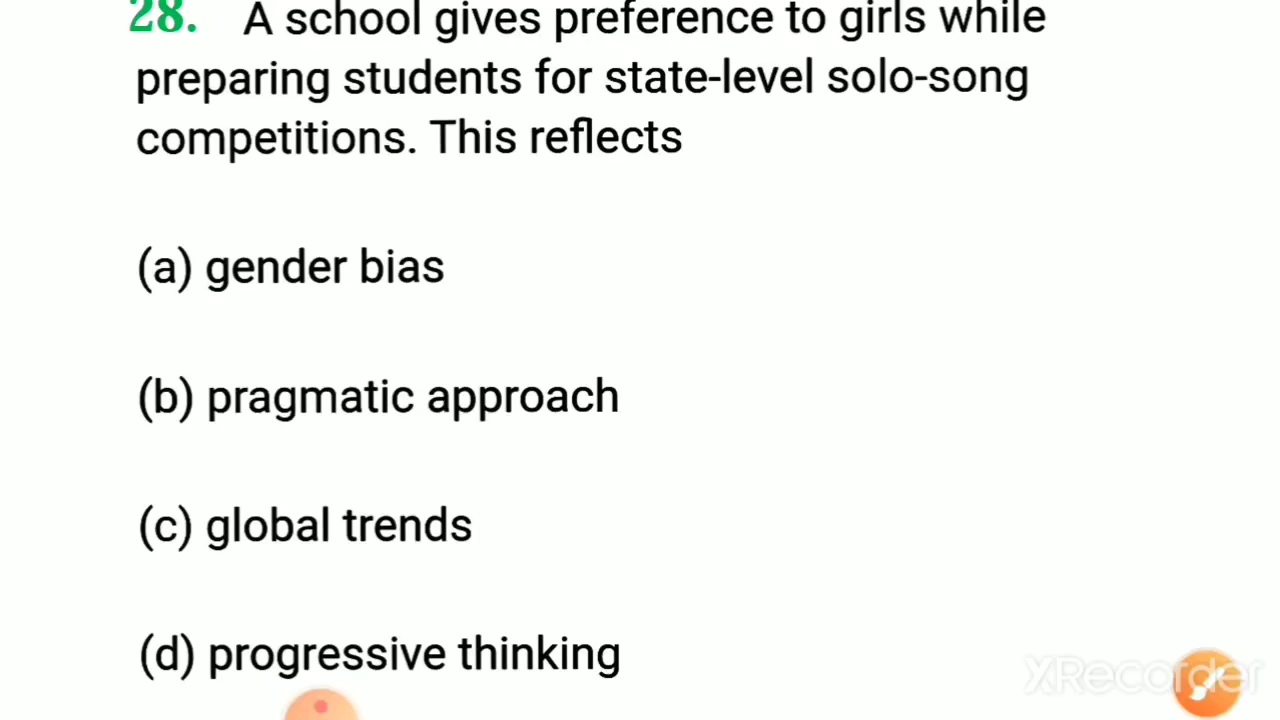 28. A school gives preference to girls while
preparing students for state-level solo-song
competitions. This reflects
(a) gender bias
(b) pragmatic approach
(c) global trends
(d) progressive thinking
XRecorder